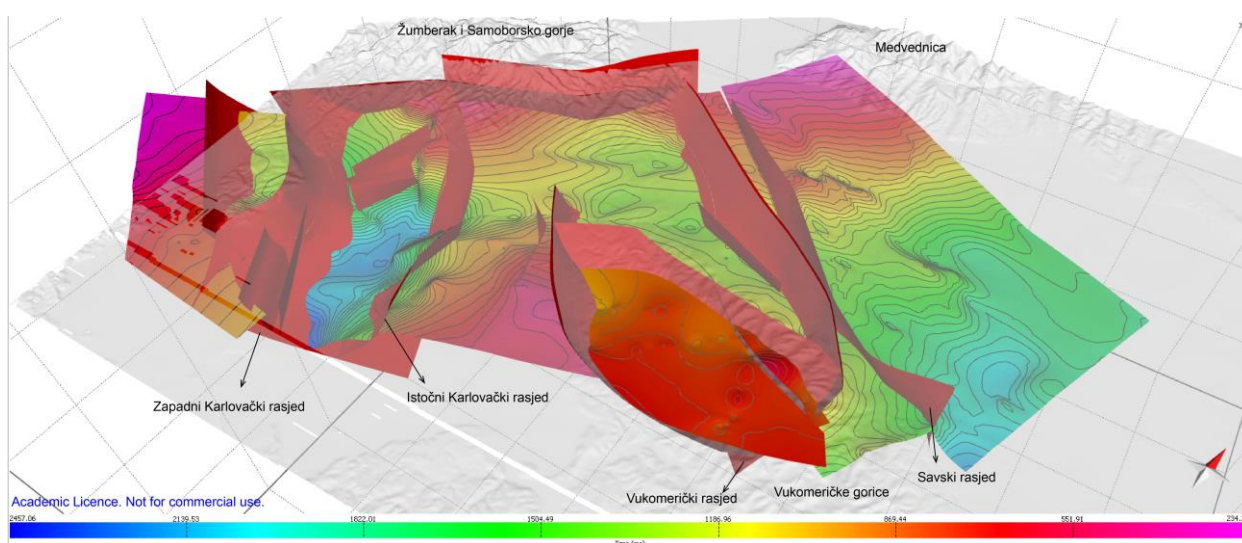 Žumberak i Samoborsko gorje
Medvednica
Zapadni Karlovački rasjed
Istočni Karlovački rasjed
Vukomerički rasjed
Vukomeričke gorice
Savski rasjed
Academic Licence. Not for commercial use.
2457.06 2139.53 1822.01 1504.49 1186.96 869.44 551.91